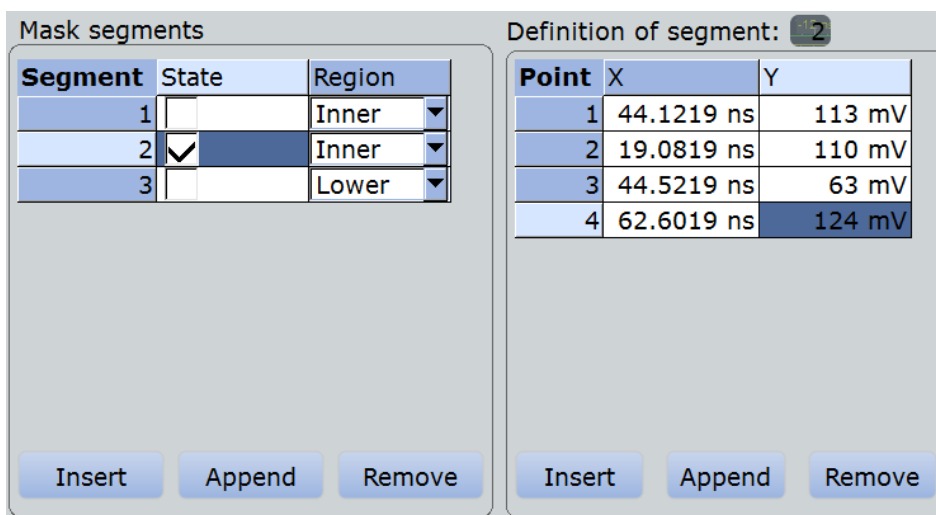 Mask segments
Segment State Region
1 Inner
2 Inner
3 Lower
Insert Append Remove
Definition of segment: 2
Point X Y
1 44.1219 ns 113 mV
2 19.0819 ns 110 mV
3 44.5219 ns 63 mV
4 62.6019 ns 124 mV
Insert Append Remove